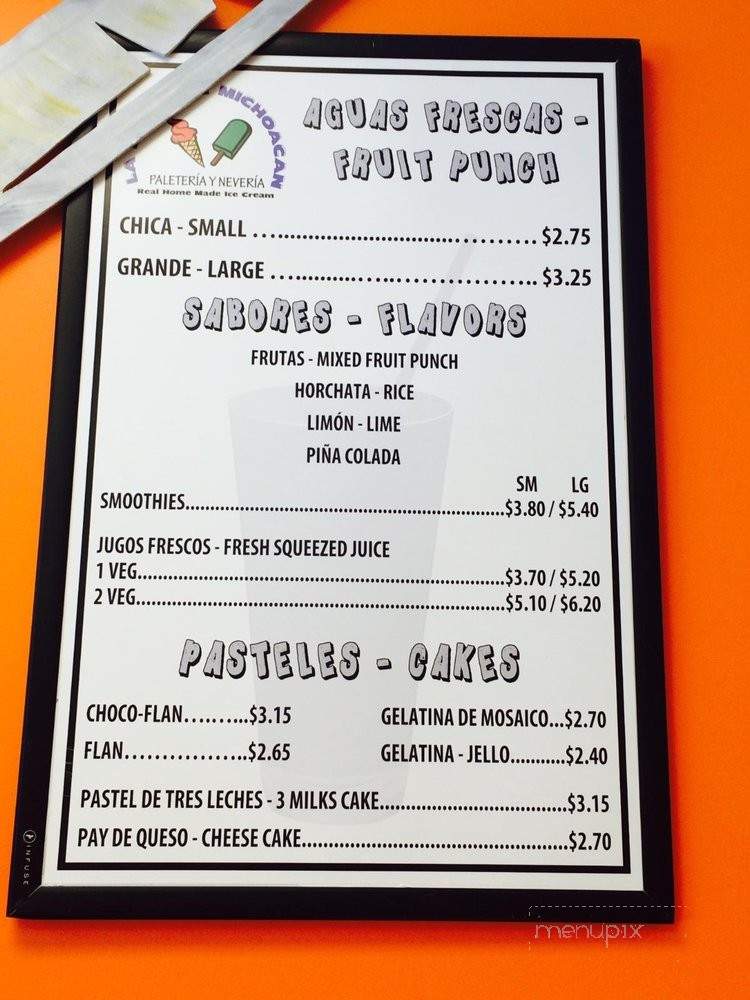 LA
MICHOACAN
PALETERÍA Y NEVERÍA
Real Home Made Ice Cream
AGUAS FRESCAS -
FRUIT PUNCH
CHICA - SMALL ................................................ $2.75
GRANDE - LARGE ............................................. $3.25
SABORES - FLAVORS
FRUTAS - MIXED FRUIT PUNCH
HORCHATA - RICE
LIMÓN - LIME
PIÑA COLADA
SM LG
SMOOTHIES................................................................$3.80 / $5.40
JUGOS FRESCOS - FRESH SQUEEZED JUICE
1 VEG..........................................................................$3.70 / $5.20
2 VEG..........................................................................$5.10 / $6.20
PASTELES - CAKES
CHOCO-FLAN..........$3.15 GELATINA DE MOSAICO...$2.70
FLAN..................$2.65 GELATINA - JELLO...........$2.40
PASTEL DE TRES LECHES - 3 MILKS CAKE....................................$3.15
PAY DE QUESO - CHEESE CAKE....................................................$2.70
INFUSE
menupix